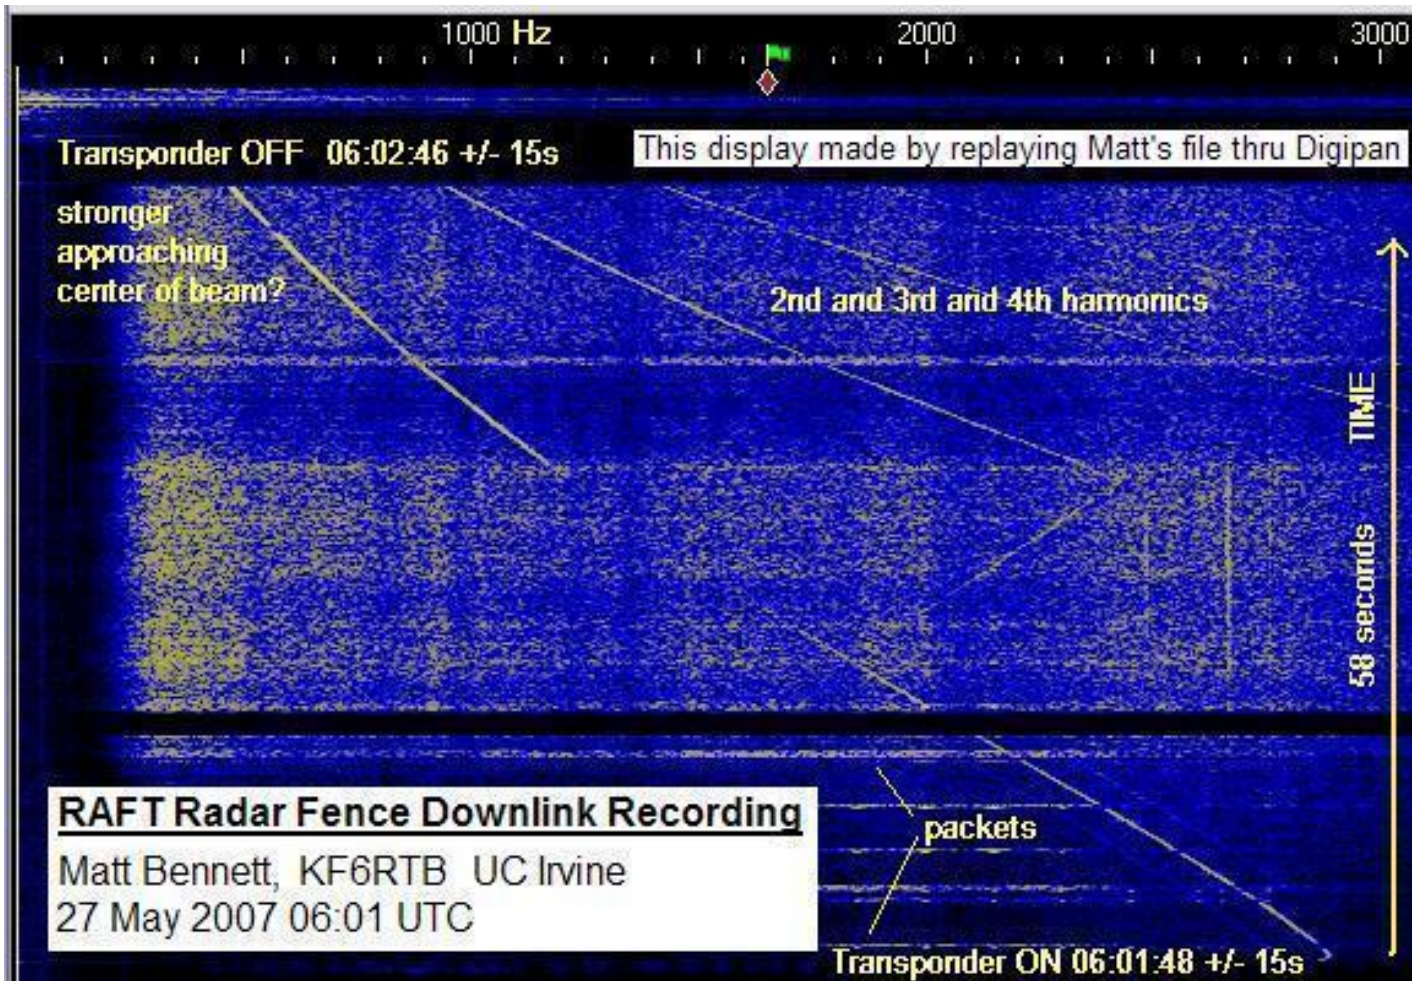 1000 Hz 2000 3000
Transponder OFF 06:02:46 +/- 15s
This display made by replaying Matt's file thru Digipan
stronger
approaching
center of beam?
2nd and 3rd and 4th harmonics
TIME
58 seconds
RAFT Radar Fence Downlink Recording
Matt Bennett, KF6RTB UC Irvine
27 May 2007 06:01 UTC
packets
Transponder ON 06:01:48 +/- 15s